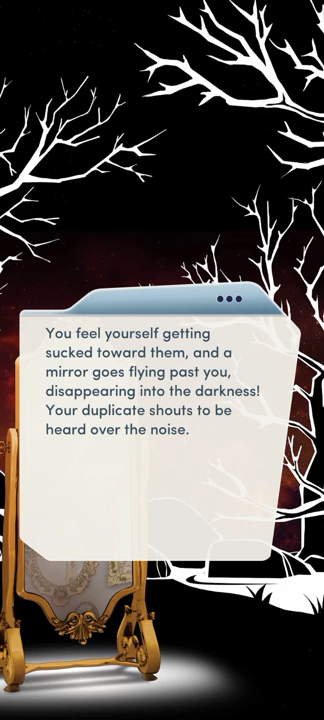 You feel yourself getting
sucked toward them, and a
mirror goes flying past you,
disappearing into the darkness!
Your duplicate shouts to be
heard over the noise.